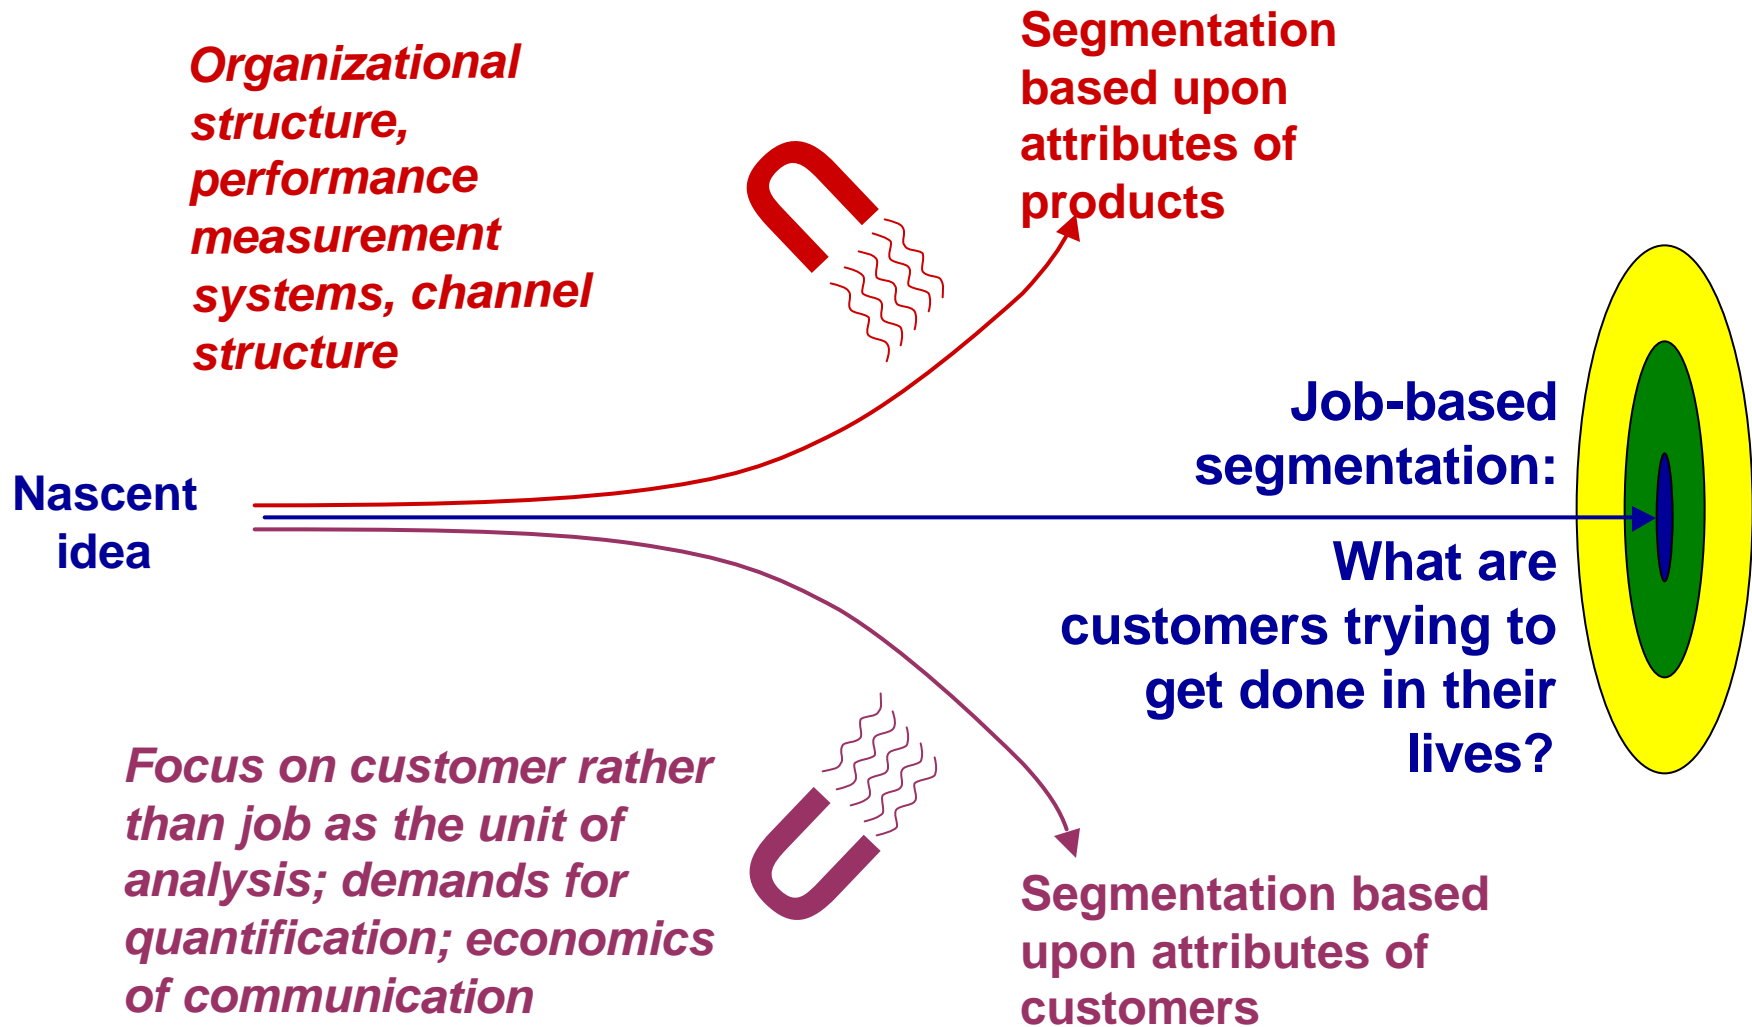 Organizational
structure,
performance
measurement
systems, channel
structure
Segmentation
based upon
attributes of
products
Nascent
idea
Job-based
segmentation:
What are
customers trying to
get done in their
lives?
Focus on customer rather
than job as the unit of
analysis; demands for
quantification; economics
of communication
Segmentation based
upon attributes of
customers